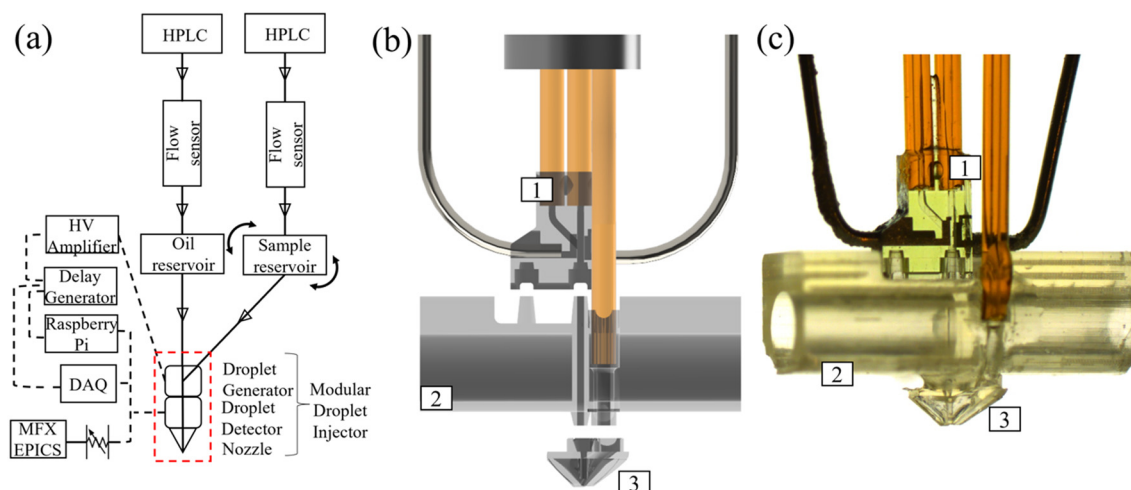 (a)
HPLC
HPLC
Flow
sensor
Flow
sensor
HV
Amplifier
Oil
reservoir
Sample
reservoir
Delay
Generator
Raspberry
Pi
DAQ
MFX
EPICS
Droplet
Generator
Droplet
Detector
Nozzle
Modular
Droplet
Injector
(b)
1
2
3
(c)
1
2
3